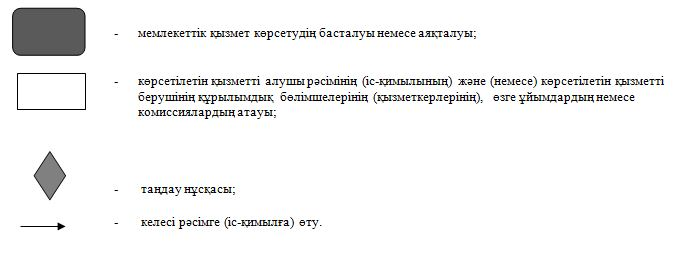 - мемлекеттік қызмет көрсетудің басталуы немесе аяқталуы;
- көрсетілетін қызметті алушы рәсімінің (іс-қимылының) және (немесе) көрсетілетін қызметті
берушінің құрылымдық бөлімшелерінің (қызметкерлерінің), өзге ұйымдардың немесе
комиссиялардың атауы;
- таңдау нұсқасы;
- келесі рәсімге (іс-қимылға) өту.